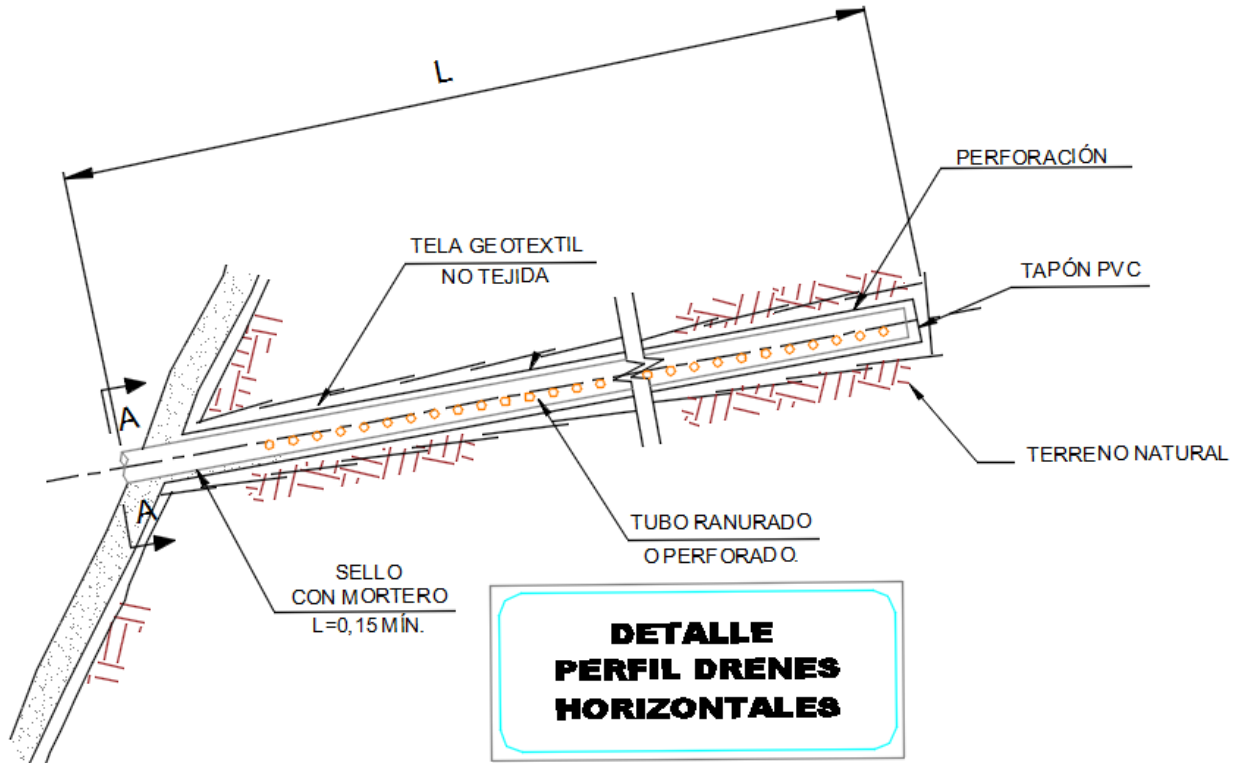 L
PERFORACIÓN
TELA GEOTEXTIL
NO TEJIDA
TAPÓN PVC
A
TERRENO NATURAL
A
TUBO RANURADO
O PERFORADO.
SELLO
CON MORTERO
L=0,15 MÍN.
DETALLE
PERFIL DRENES
HORIZONTALES